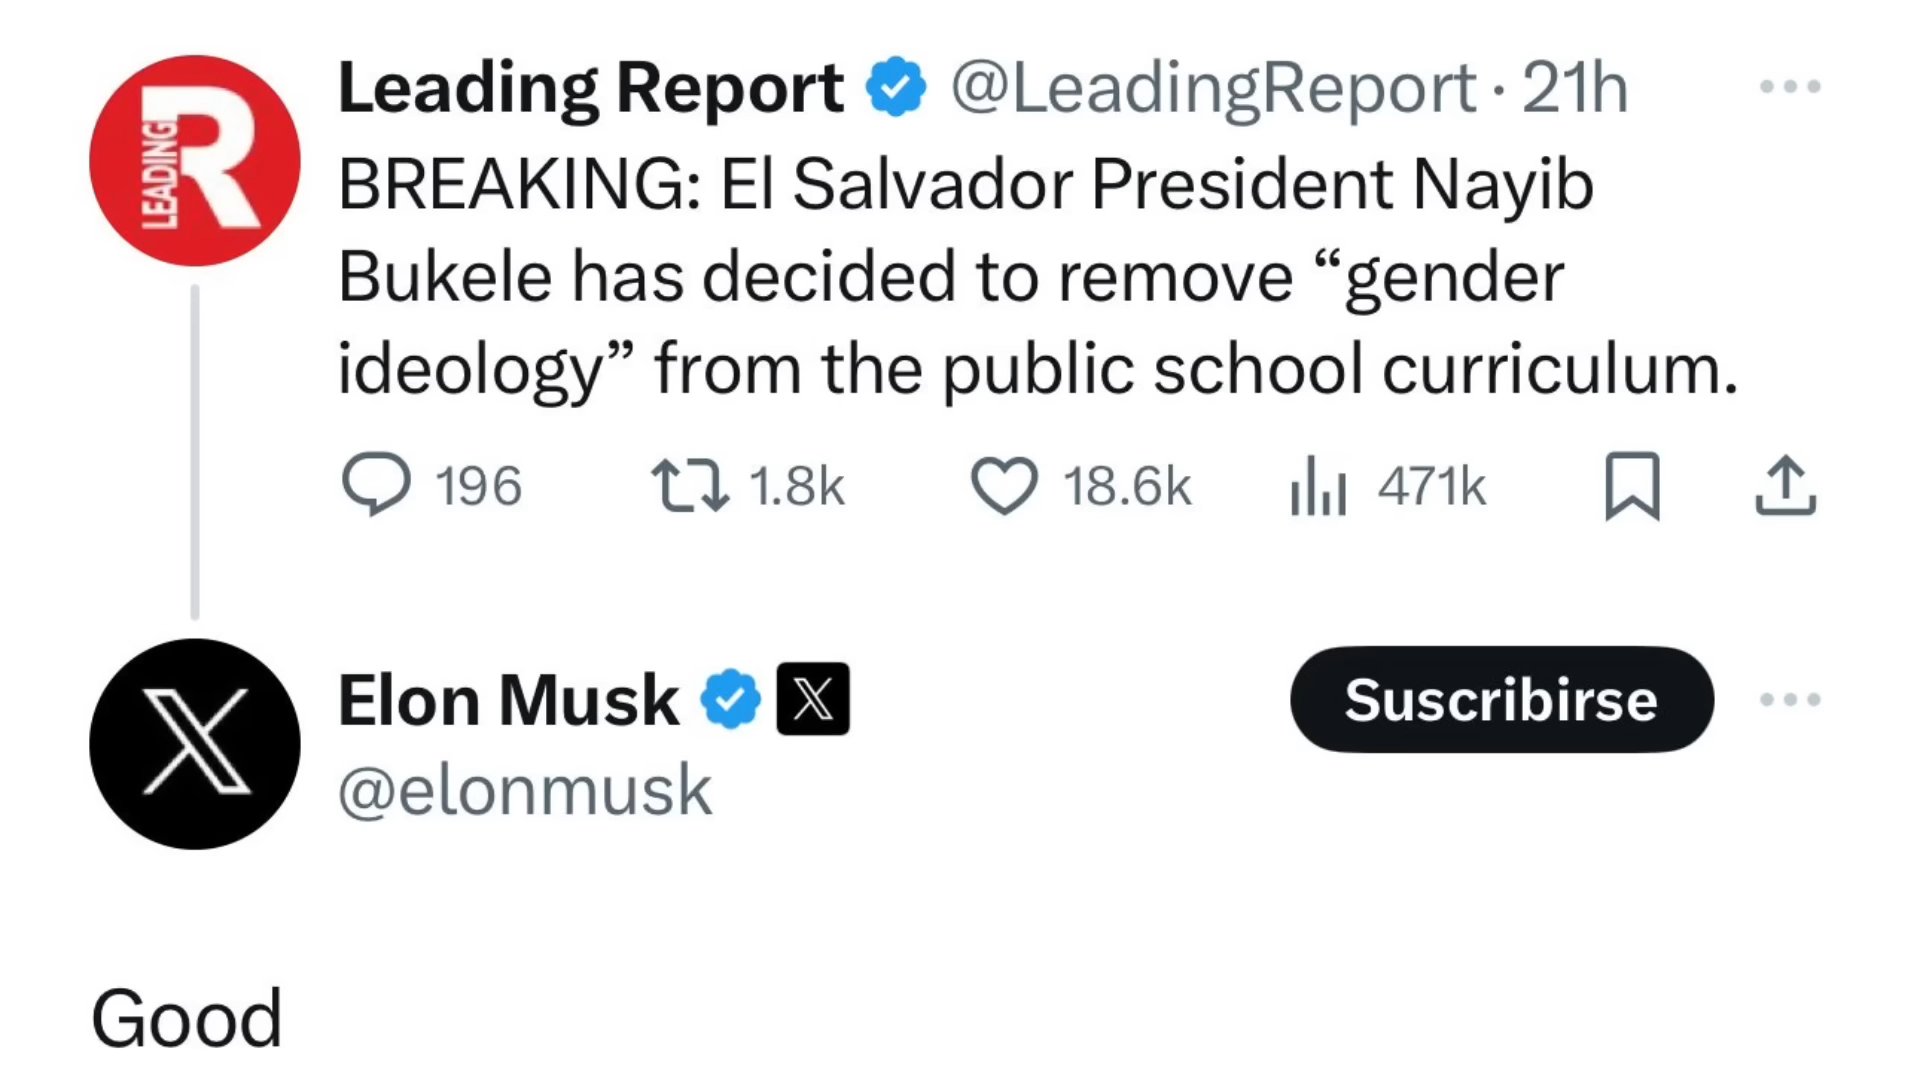 LEADING R
Leading Report @LeadingReport · 21h
BREAKING: El Salvador President Nayib
Bukele has decided to remove “gender
ideology” from the public school curriculum.
196 1.8k 18.6k 471k
Elon Musk
Suscribirse
@elonmusk
Good